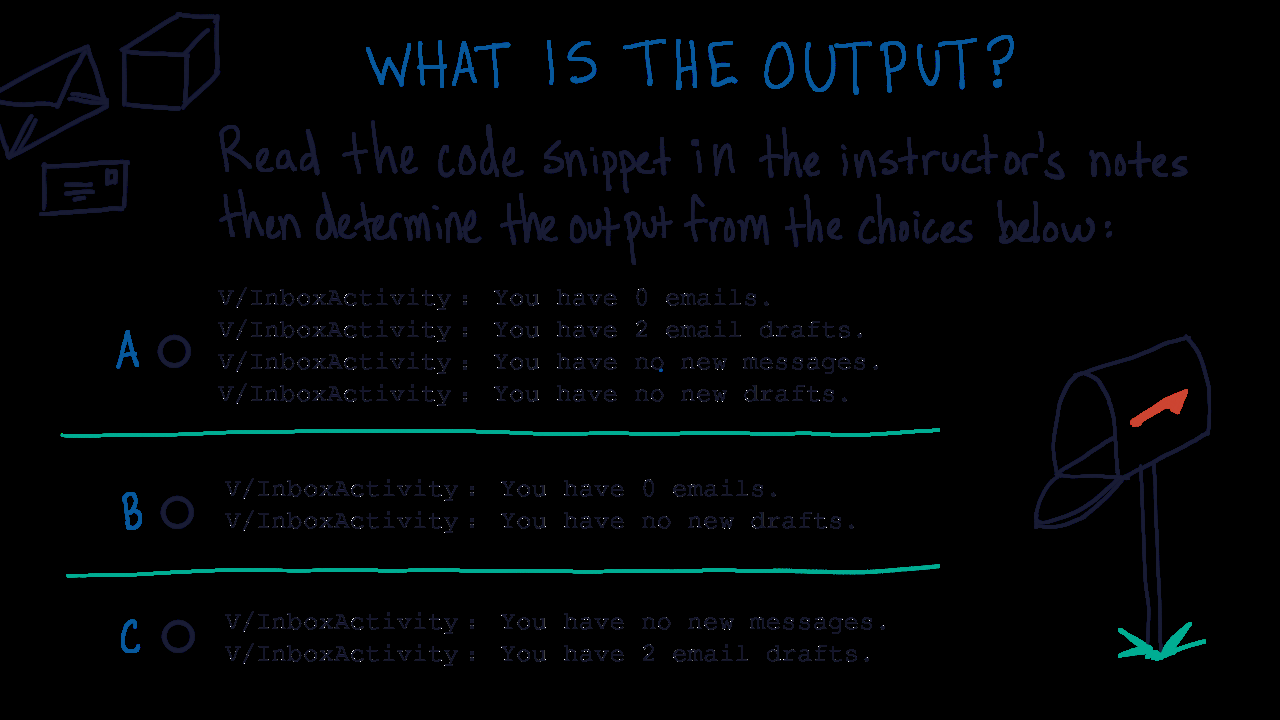 WHAT IS THE OUTPUT?
Read the code snippet in the instructor's notes
then determine the output from the choices below:
A
V/InboxActivity: You have 0 emails.
V/InboxActivity: You have 2 email drafts.
V/InboxActivity: You have no new messages.
V/InboxActivity: You have no new drafts.
B
V/InboxActivity: You have 0 emails.
V/InboxActivity: You have no new drafts.
C
V/InboxActivity: You have no new messages.
V/InboxActivity: You have 2 email drafts.